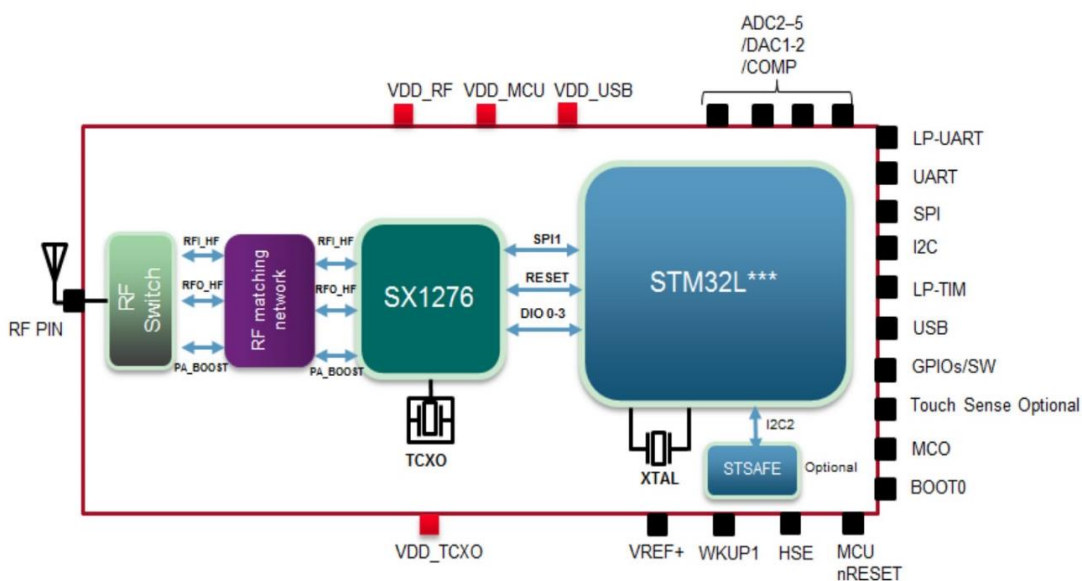 ADC2–5
/DAC1-2
/COMP
VDD_RF
VDD_MCU
VDD_USB
LP-UART
UART
SPI
I2C
LP-TIM
USB
GPIOs/SW
Touch Sense Optional
MCO
BOOT0
RF PIN
RF
Switch
RFI_HF
RFO_HF
PA_BOOST
RF matching
network
RFI_HF
RFO_HF
PA_BOOST
SX1276
SPI1
RESET
DIO 0-3
STM32L***
TCXO
XTAL
I2C2
STSAFE
Optional
VDD_TCXO
VREF+
WKUP1
HSE
MCU
nRESET